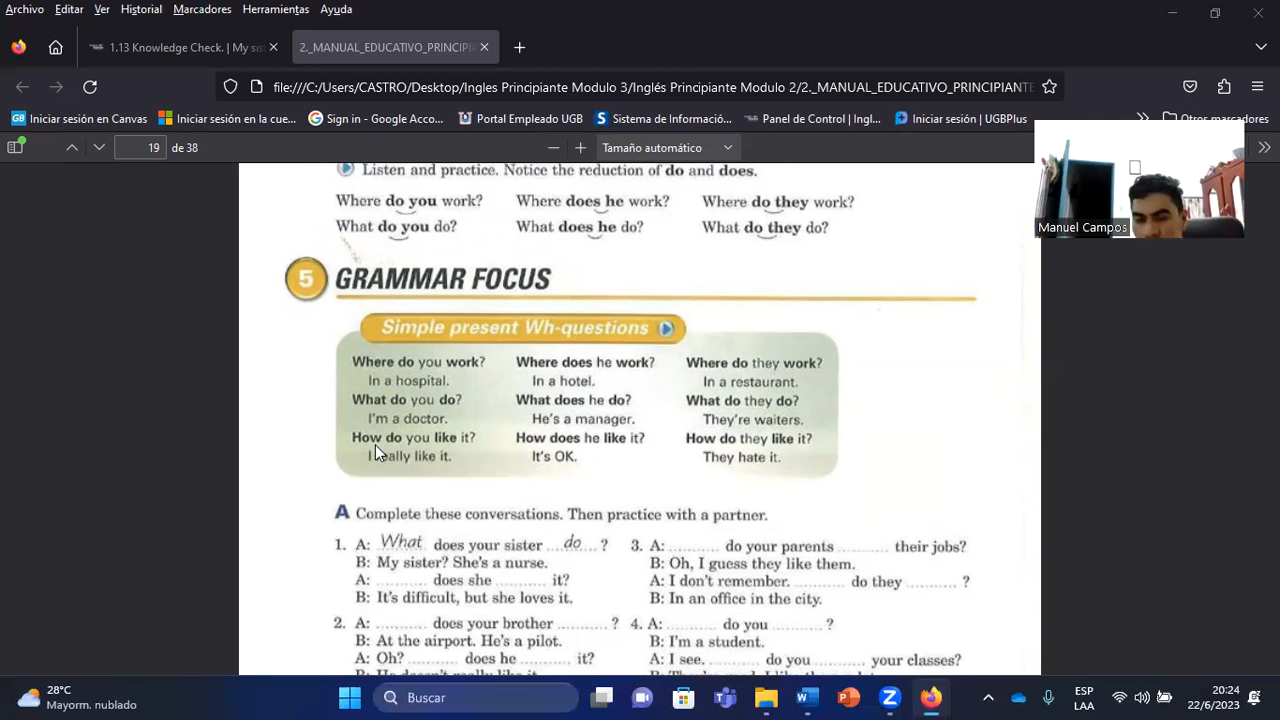 Archivo Editar Ver Historial Marcadores Herramientas Ayuda
1.13 Knowledge Check. | My sis
2._MANUAL_EDUCATIVO_PRINCIPI
file:///C:/Users/CASTRO/Desktop/Ingles Principiante Modulo 3/Inglés Principiante Modulo 2/2._MANUAL_EDUCATIVO_PRINCIPIANTE
GB Iniciar sesión en Canvas Iniciar sesión en la cue... Sign in - Google Acco... Portal Empleado UGB Sistema de Informació... Panel de Control | Ingl... Iniciar sesión | UGBPlus Otros marcadores
19 de 38 Tamaño automático
Manuel Campos
Listen and practice. Notice the reduction of do and does.
Where do you work? Where does he work? Where do they work?
What do you do? What does he do? What do they do?
5 GRAMMAR FOCUS
Simple present Wh-questions
Where do you work? Where does he work? Where do they work?
In a hospital. In a hotel. In a restaurant.
What do you do? What does he do? What do they do?
I'm a doctor. He's a manager. They're waiters.
How do you like it? How does he like it? How do they like it?
I really like it. It's OK. They hate it.
A Complete these conversations. Then practice with a partner.
1. A: What does your sister do ?
B: My sister? She's a nurse.
A: .......... does she .......... it?
B: It's difficult, but she loves it.
2. A: .......... does your brother .......... ?
B: At the airport. He's a pilot.
A: Oh? .......... does he .......... it?
3. A: .......... do your parents .......... their jobs?
B: Oh, I guess they like them.
A: I don't remember. .......... do they .......... ?
B: In an office in the city.
4. A: .......... do you .......... ?
B: I'm a student.
A: I see. .......... do you .......... your classes?
28°C
Mayorm. nublado
Buscar
ESP
LAA
20:24
22/6/2023